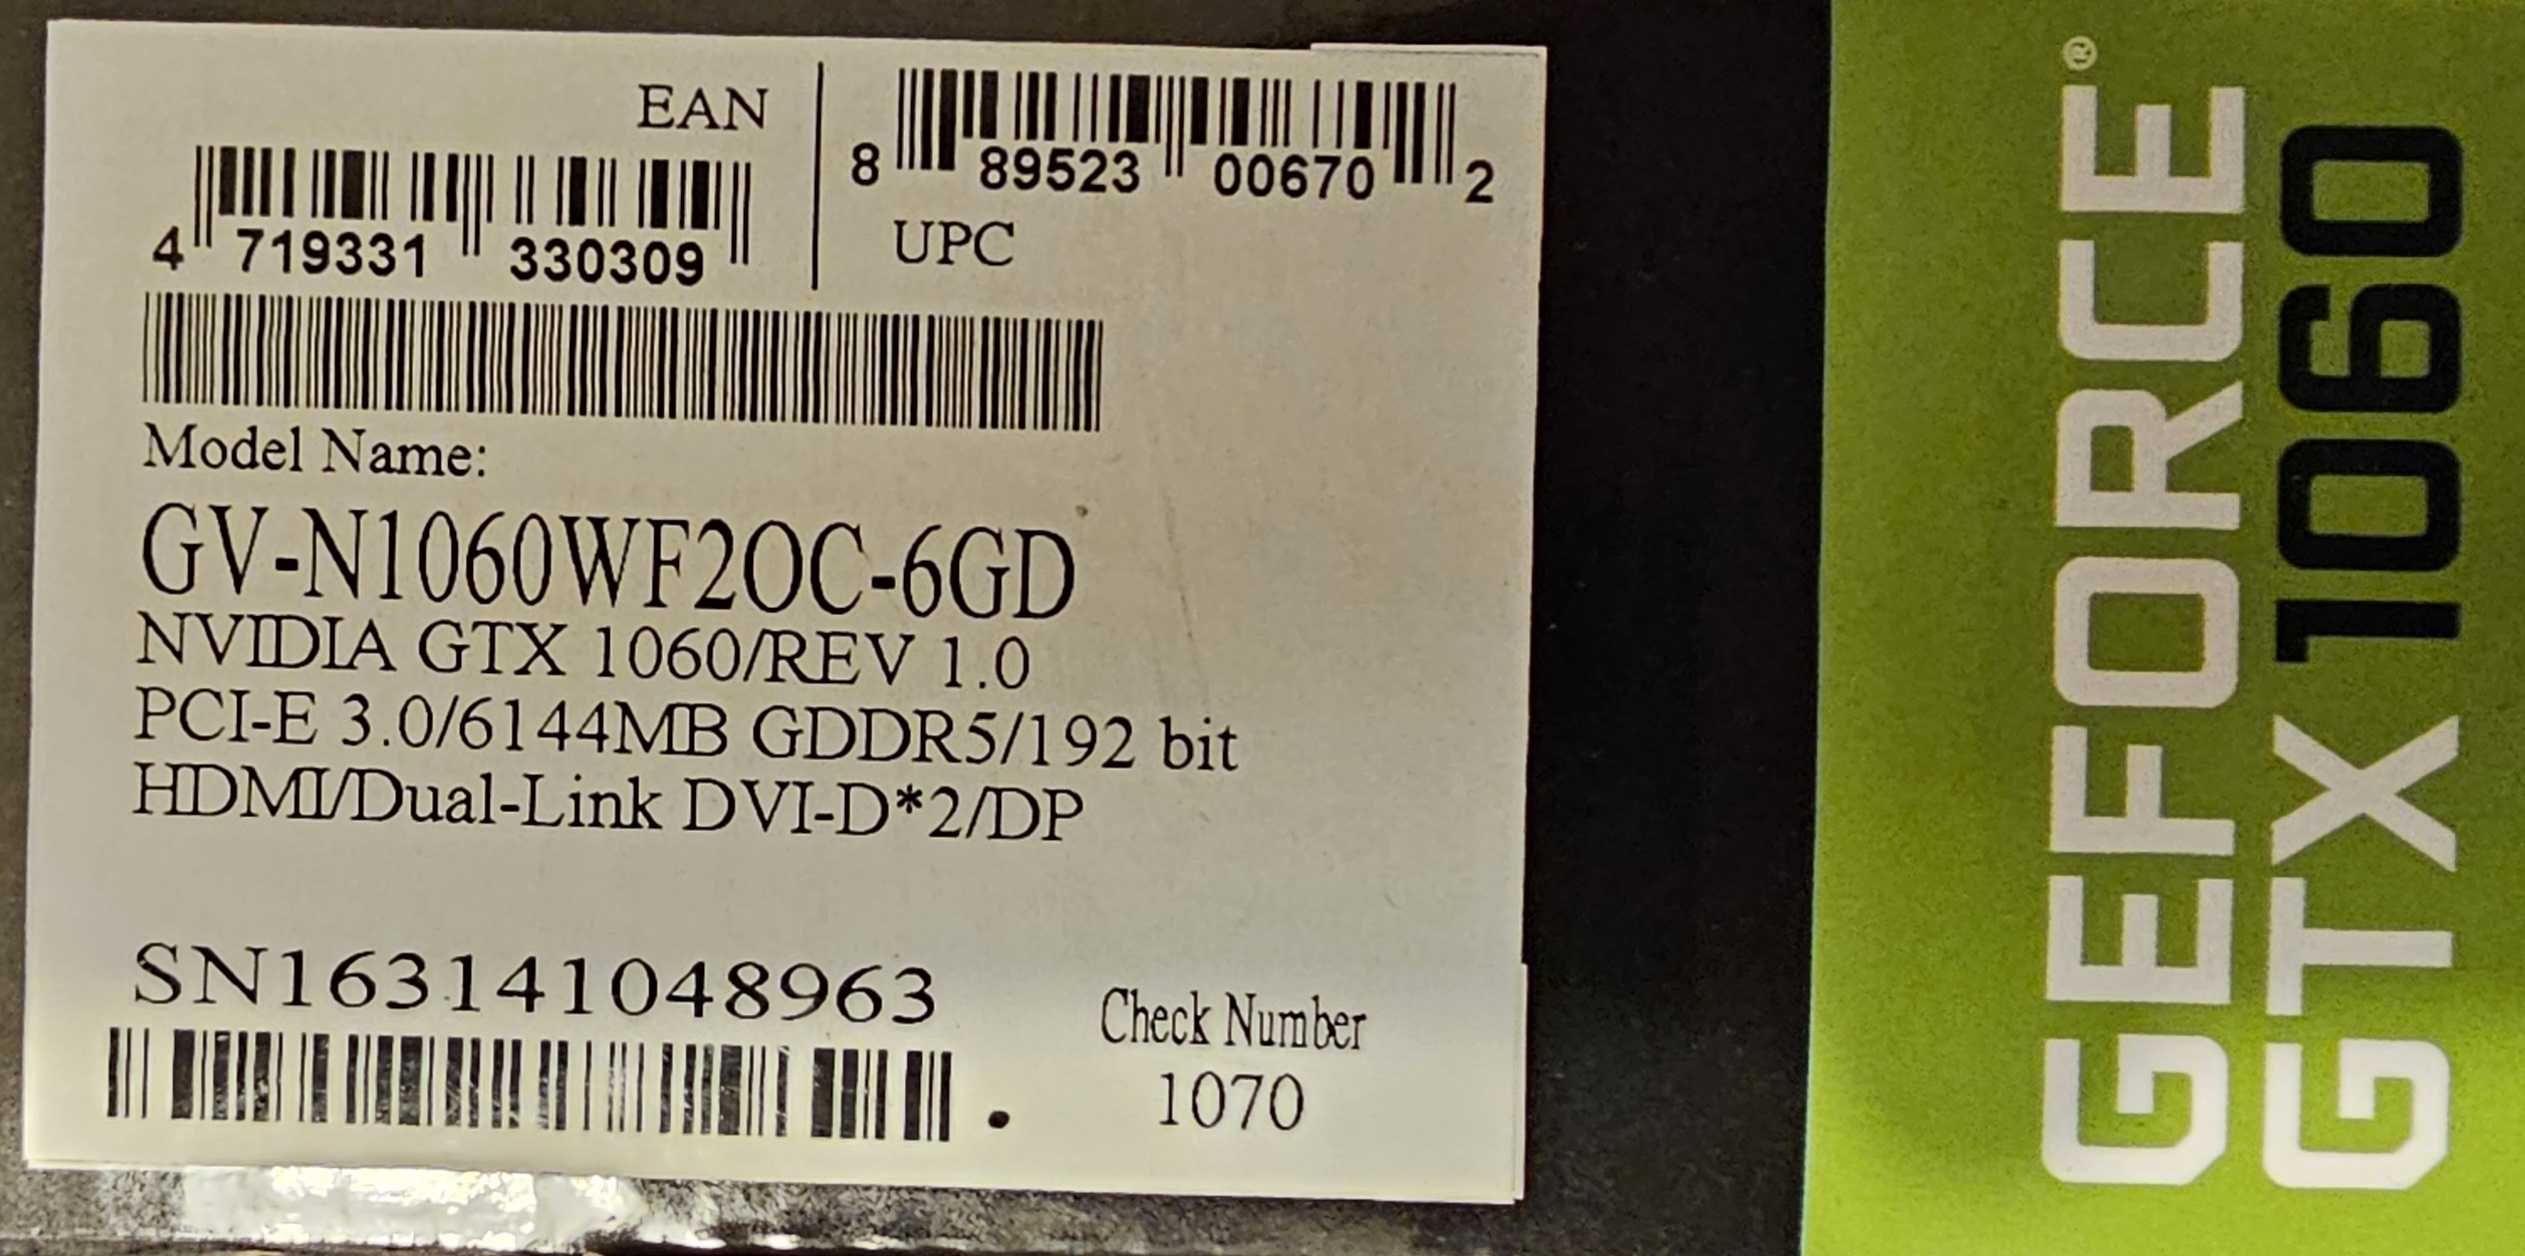 EAN
4 719331 330309
8 89523 00670 2
UPC
Model Name:
GV-N1060WF2OC-6GD
NVIDIA GTX 1060/REV 1.0
PCI-E 3.0/6144MB GDDR5/192 bit
HDMI/Dual-Link DVI-D*2/DP
SN163141048963
Check Number
1070
GEFORCE®
GTX 1060